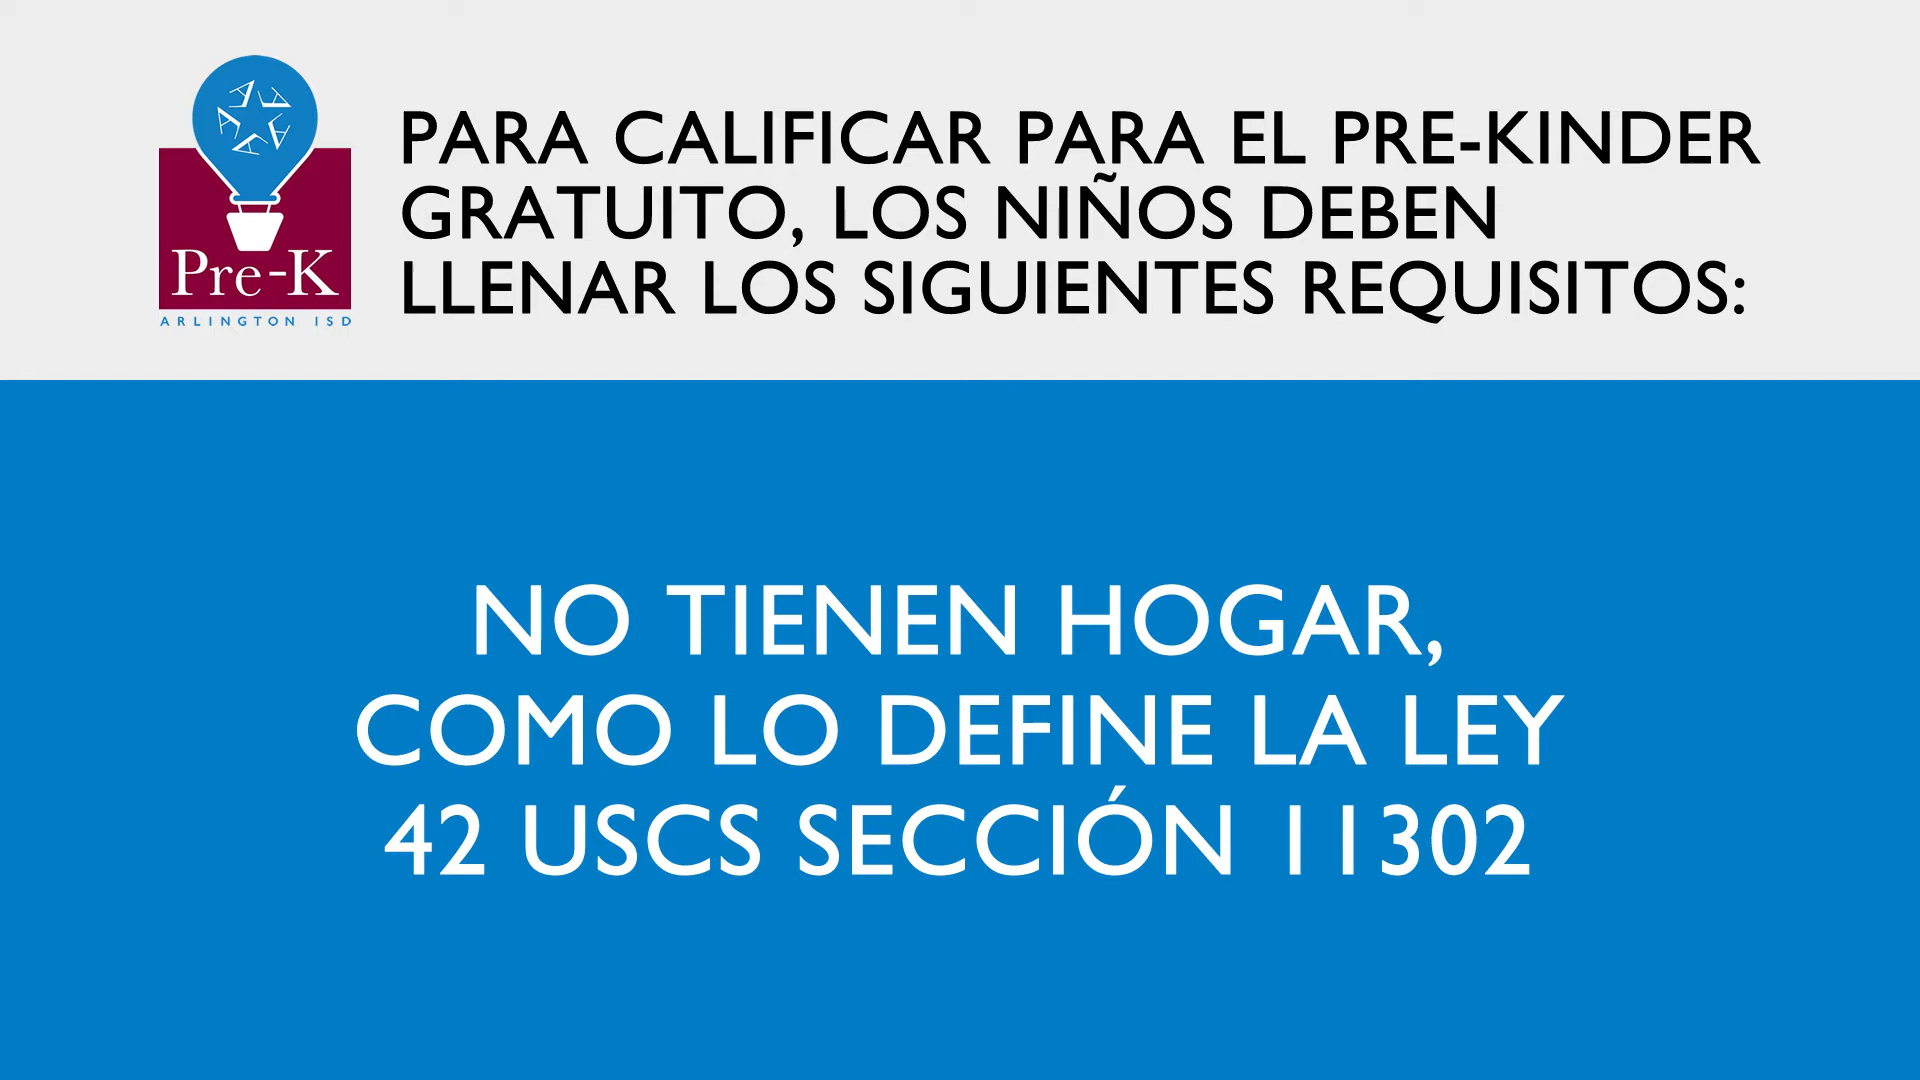 PARA CALIFICAR PARA EL PRE-KINDER
GRATUITO, LOS NIÑOS DEBEN
LLENAR LOS SIGUIENTES REQUISITOS:
A A A A A
Pre-K
ARLINGTON ISD
NO TIENEN HOGAR,
COMO LO DEFINE LA LEY
42 USCS SECCIÓN 11302